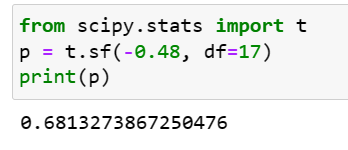 from scipy.stats import t
p = t.sf(-0.48, df=17)
print(p)
0.6813273867250476